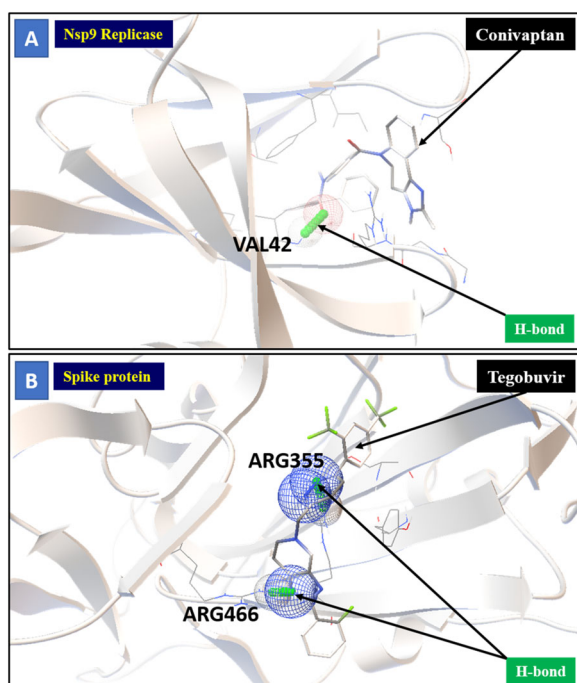 A
Nsp9 Replicase
Conivaptan
VAL42
H-bond
B
Spike protein
Tegobuvir
ARG355
ARG466
H-bond